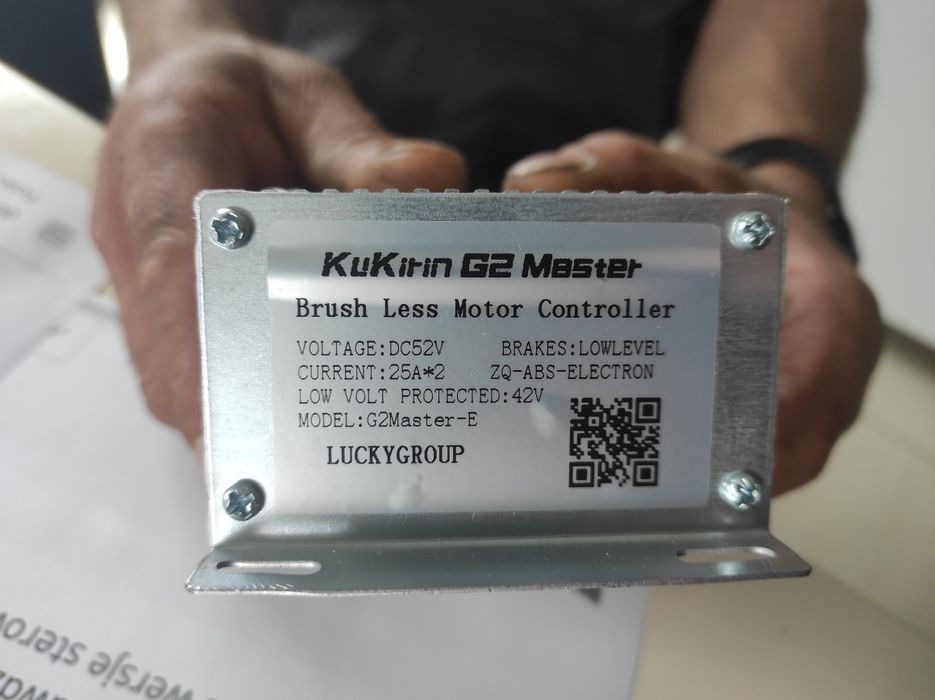 KuKirin G2 Master
Brush Less Motor Controller
VOLTAGE:DC52V BRAKES:LOWLEVEL
CURRENT:25A*2 ZQ-ABS-ELECTRON
LOW VOLT PROTECTED:42V
MODEL:G2Master-E
LUCKYGROUP
wersje sterow